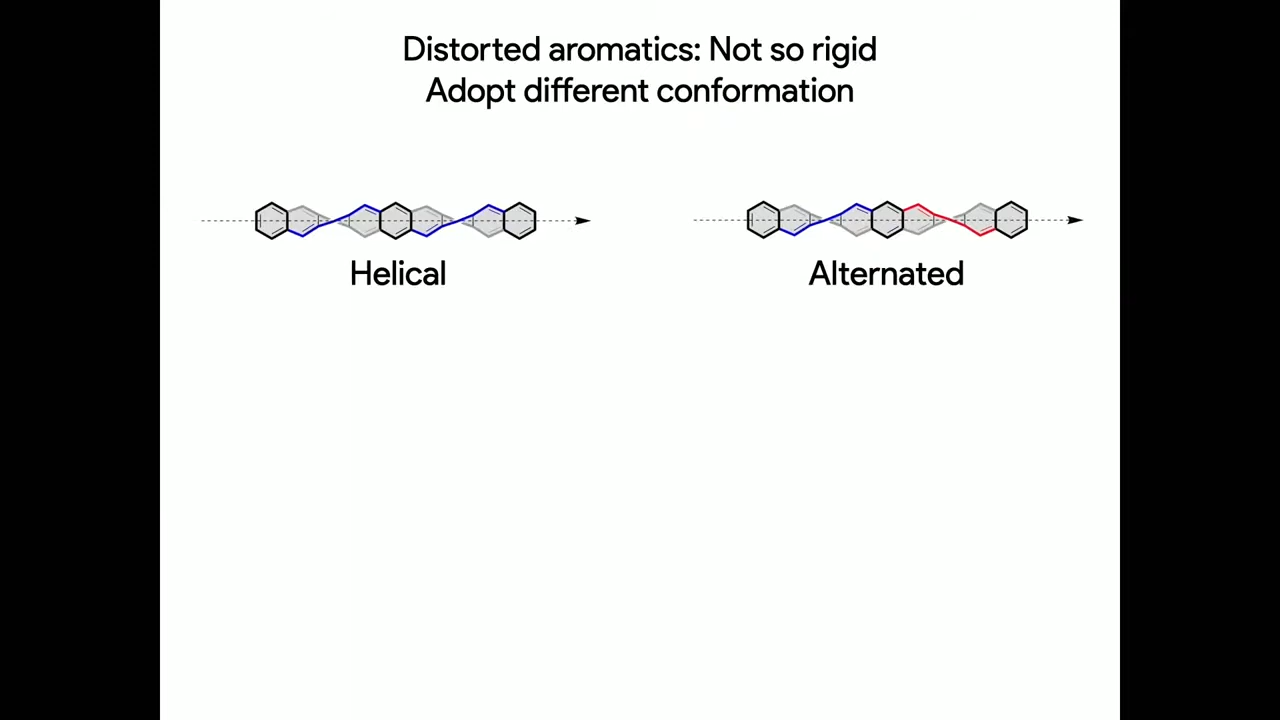 Distorted aromatics: Not so rigid
Adopt different conformation
Helical
Alternated